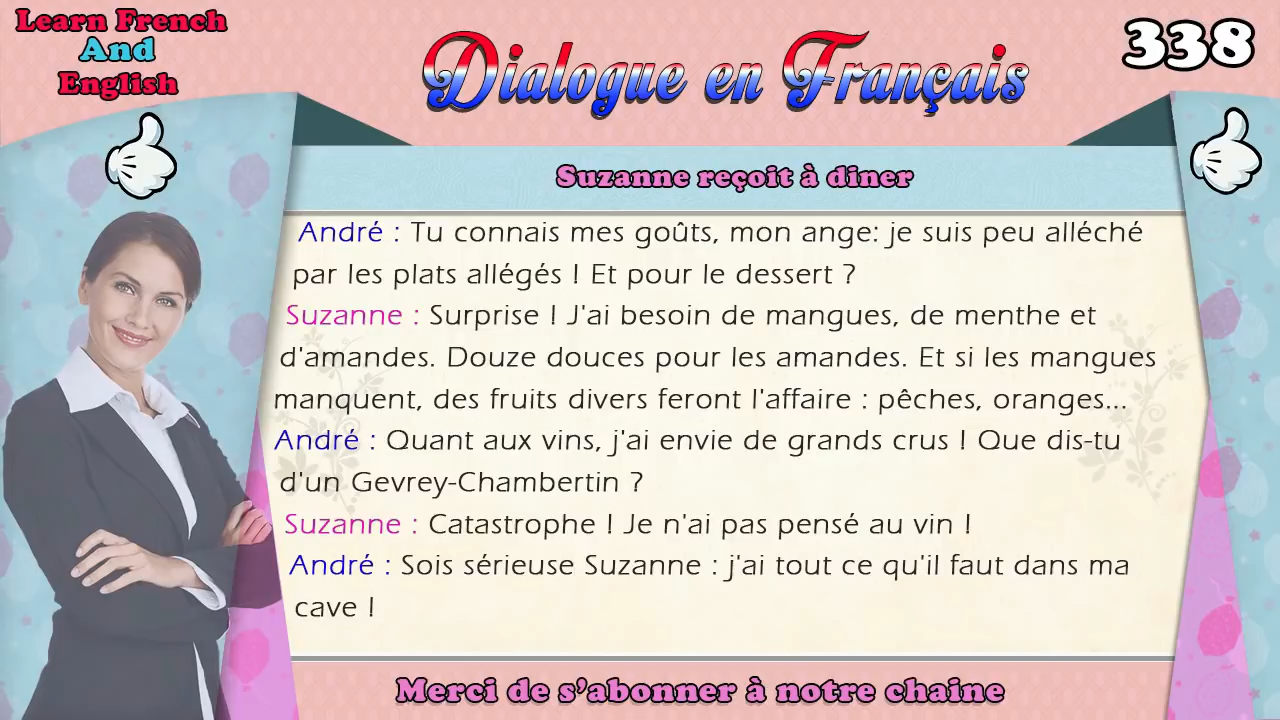 Learn French
And
English
Dialogue en Français
338
Suzanne reçoit à diner
André : Tu connais mes goûts, mon ange: je suis peu alléché
par les plats allégés ! Et pour le dessert ?
Suzanne : Surprise ! J'ai besoin de mangues, de menthe et
d'amandes. Douze douces pour les amandes. Et si les mangues
manquent, des fruits divers feront l'affaire : pêches, oranges...
André : Quant aux vins, j'ai envie de grands crus ! Que dis-tu
d'un Gevrey-Chambertin ?
Suzanne : Catastrophe ! Je n'ai pas pensé au vin !
André : Sois sérieuse Suzanne : j'ai tout ce qu'il faut dans ma
cave !
Merci de s’abonner à notre chaine